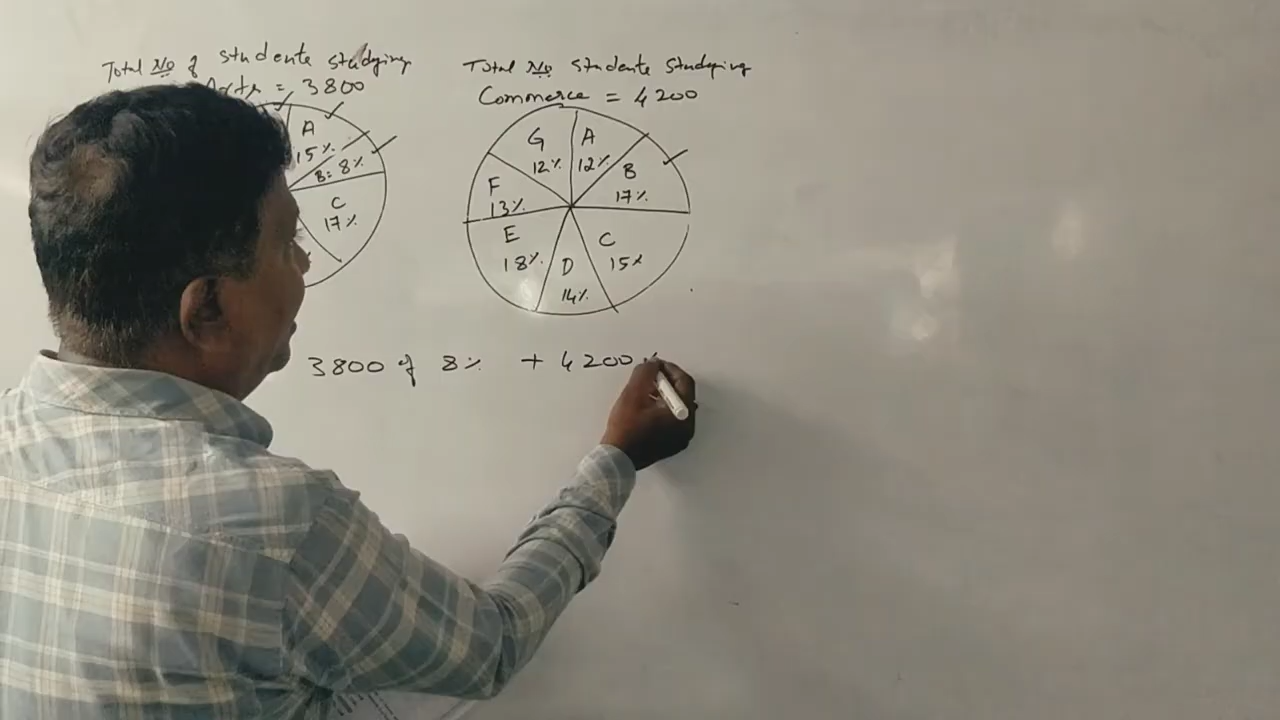 Total No of students studying
Arts = 3800
A
15%
B: 8%
C
17%
Total No students studying
Commerce = 4200
G
12%
A
12%
B
17%
F
13%
E
18%
D
14%
C
15%
3800 of 8% + 4200